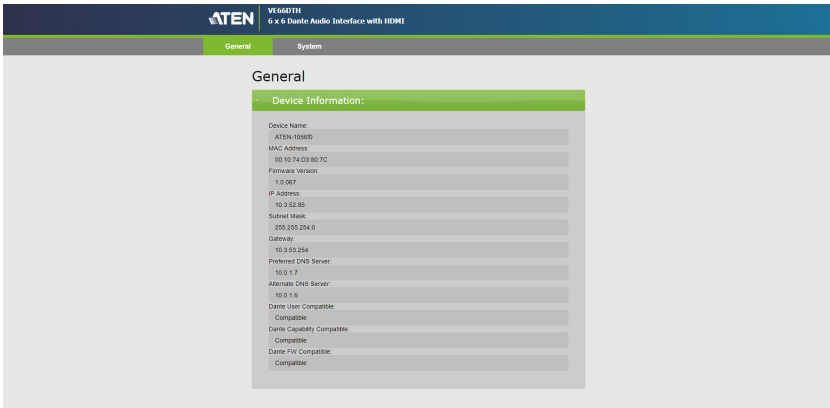 ATEN
VE66DTH
6 x 6 Dante Audio Interface with HDMI
General
System
General
Device Information:
Device Name:
ATEN-1056f0
MAC Address:
00:10:74:D3:80:7C
Firmware Version:
1.0.067
IP Address:
10.3.52.85
Subnet Mask:
255.255.254.0
Gateway:
10.3.53.254
Preferred DNS Server:
10.0.1.7
Alternate DNS Server:
10.0.1.6
Dante User Compatible:
Compatible
Dante Capability Compatible:
Compatible
Dante FW Compatible:
Compatible